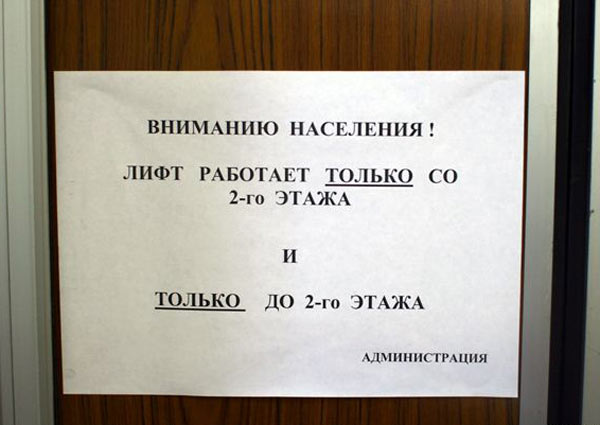 ВНИМАНИЮ НАСЕЛЕНИЯ !
ЛИФТ РАБОТАЕТ ТОЛЬКО СО
2-го ЭТАЖА
И
ТОЛЬКО ДО 2-го ЭТАЖА
АДМИНИСТРАЦИЯ